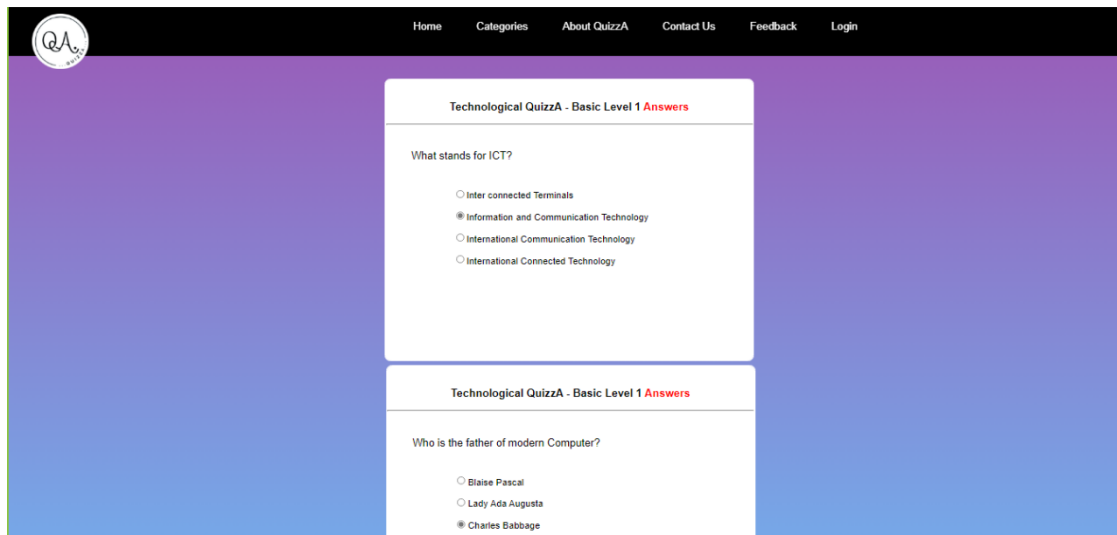 QA.
QUIZZA
Home Categories About QuizzA Contact Us Feedback Login
Technological QuizzA - Basic Level 1 Answers
What stands for ICT?
Inter connected Terminals
Information and Communication Technology
International Communication Technology
International Connected Technology
Technological QuizzA - Basic Level 1 Answers
Who is the father of modern Computer?
Blaise Pascal
Lady Ada Augusta
Charles Babbage